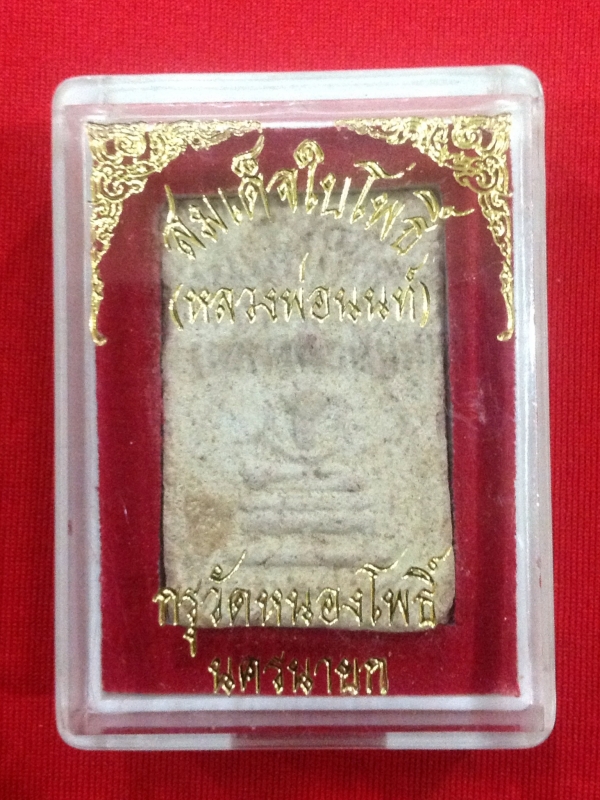 สมเด็จใบโพธิ์
(หลวงพ่อนนท์)
กรุวัดหนองโพธิ์
นครนายก